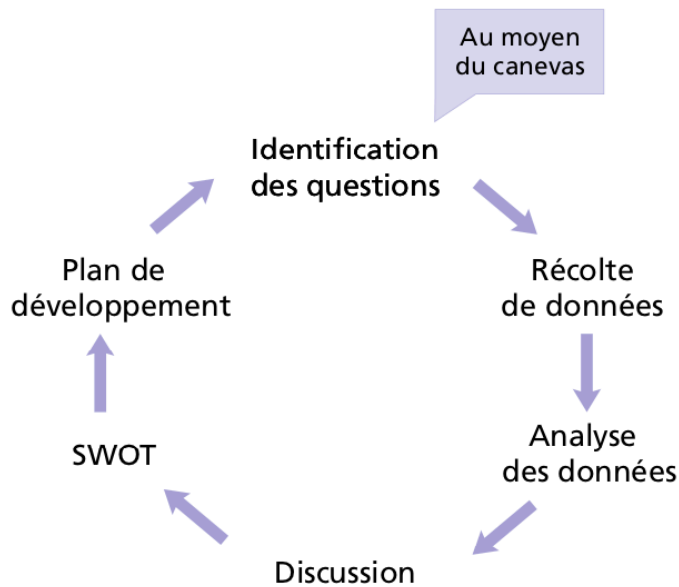 Au moyen
du canevas
Identification
des questions
Récolte
de données
Analyse
des données
Discussion
SWOT
Plan de
développement